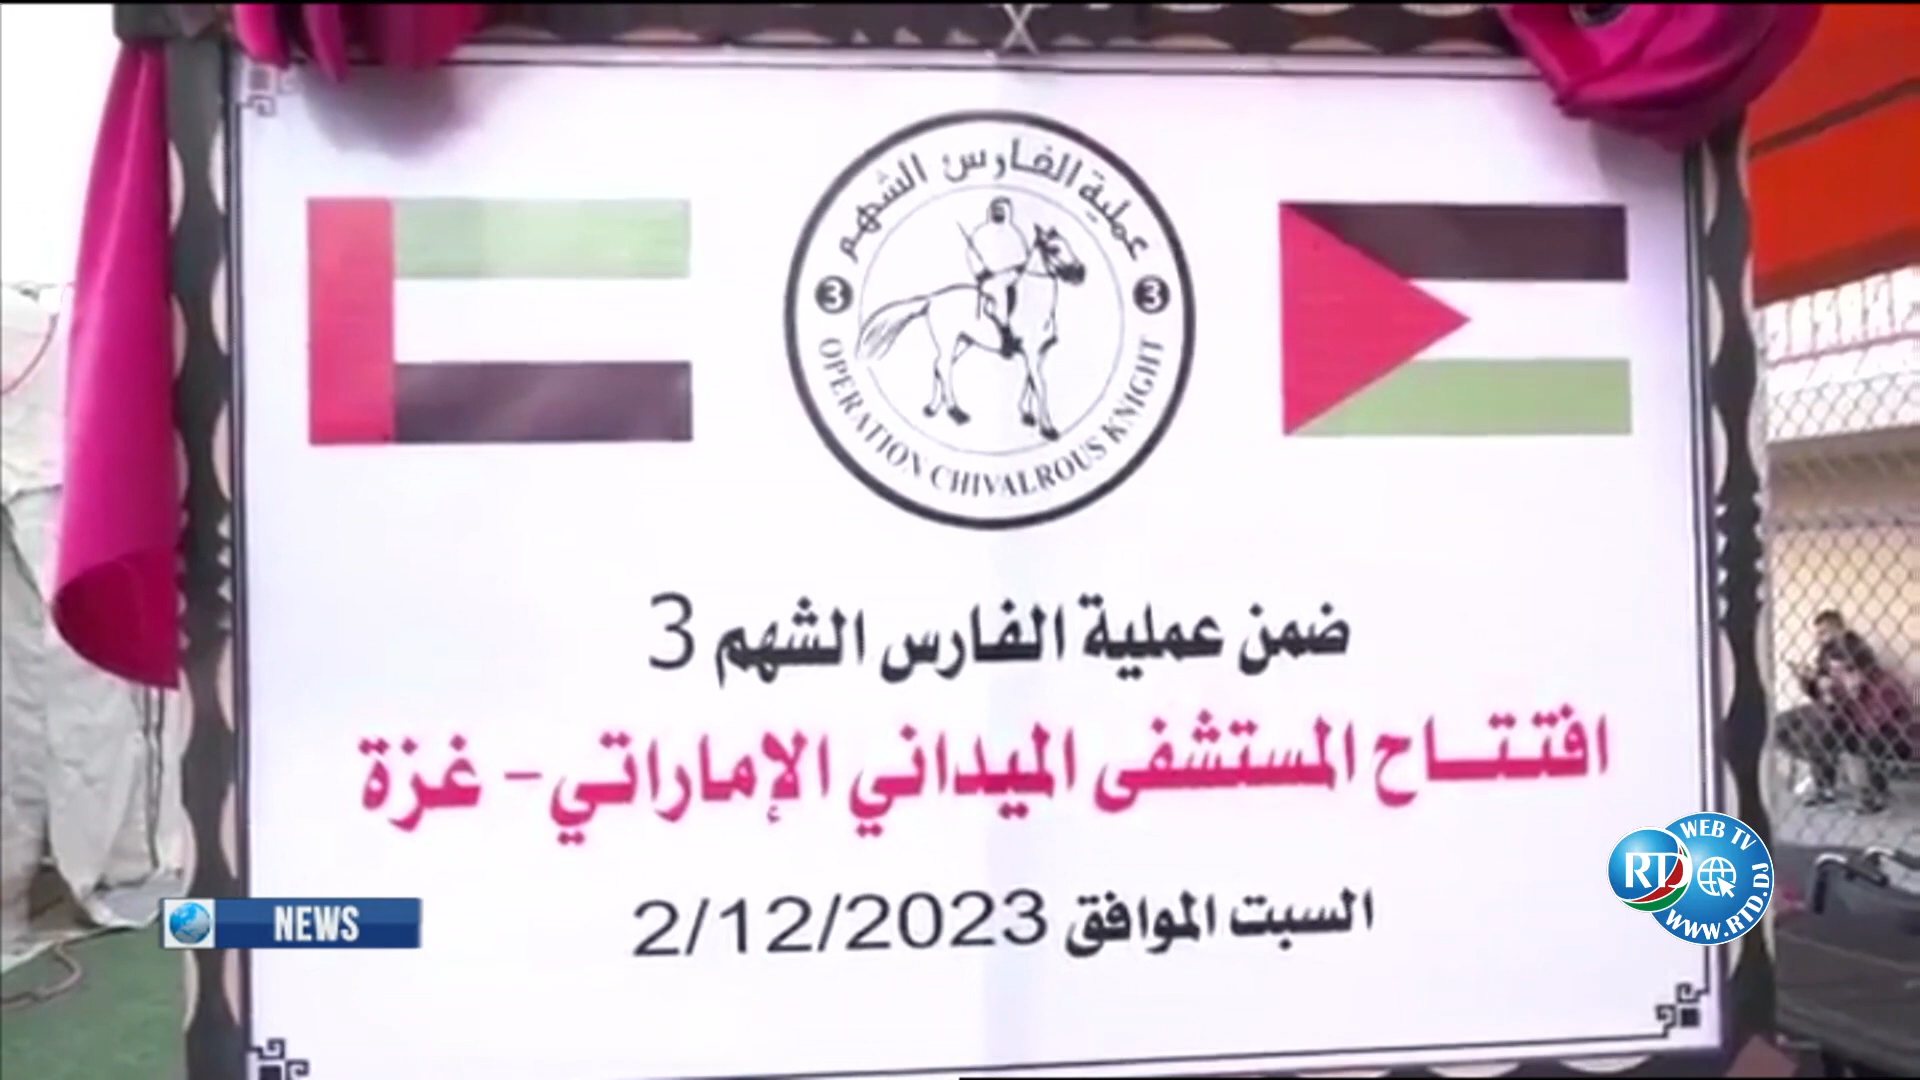 عملية الفارس الشهم
3 3
OPERATION CHIVALROUS KNIGHT
ضمن عملية الفارس الشهم 3
افتتـاح المستشفى الميداني الإماراتي- غزة
السبت الموافق 2/12/2023
NEWS
WEB TV
RTD
WWW.RTD.DJ